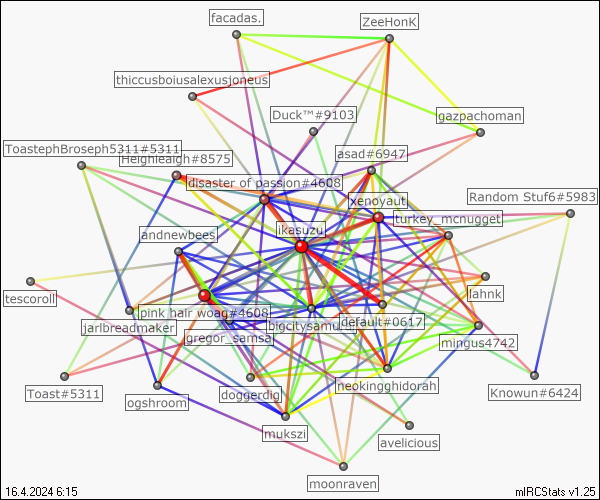 facadas.
ZeeHonK
thiccusboiusalexusjoneus
Duck™#9103
gazpachoman
ToastephBroseph5311#5311
Heighleaigh#8575
asad#6947
disaster of passion#4608
Random Stuf6#5983
xenoyaut
turkey_mcnugget
ikasuzu
andnewbees
lahnk
tescoroll
pink hair woag#4608
jarlbreadmaker
bigcitysamurai
default#0617
gregor_samsa
mingus4742
neokingghidorah
Toast#5311
ogshroom
doggerdigl
Knowun#6424
mukszi
avelicious
moonraven
16.4.2024 6:15
mIRCStats v1.25